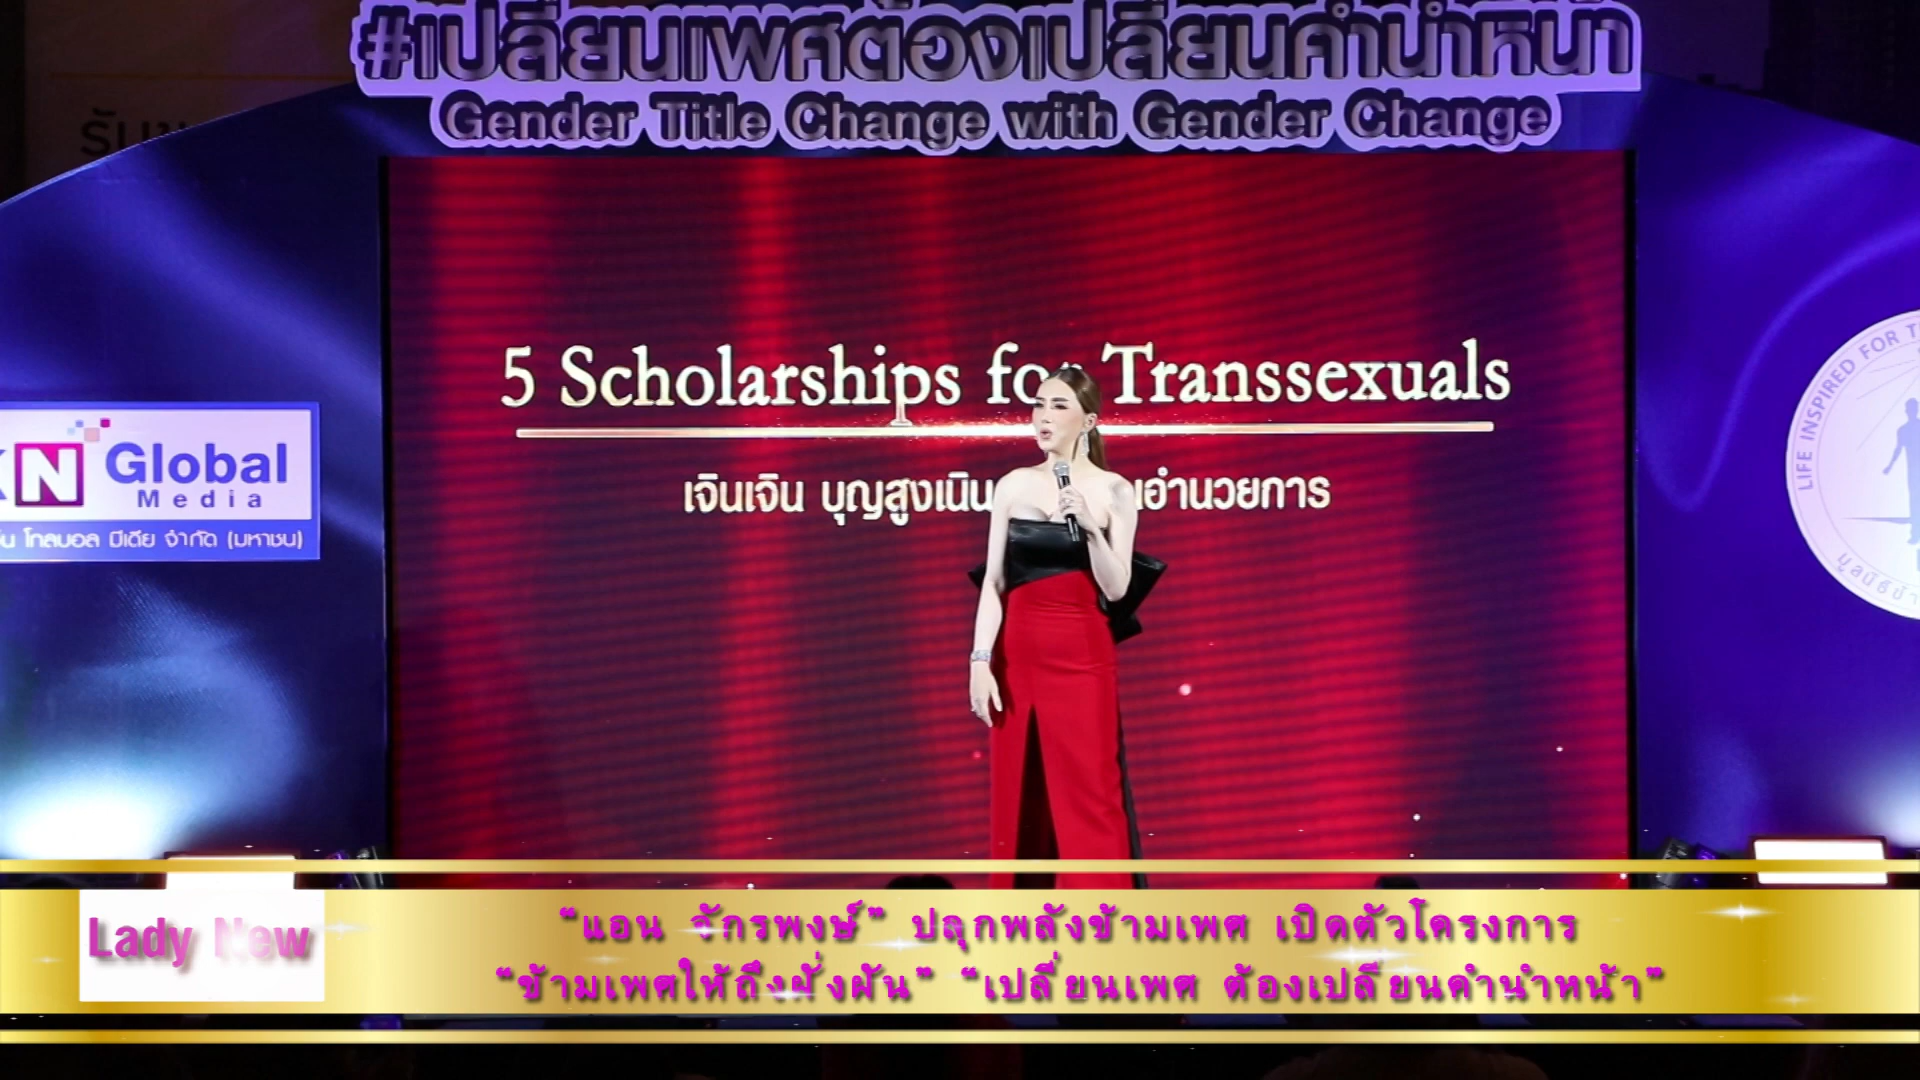 #เปลี่ยนเพศต้องเปลี่ยนคำนำหน้า
Gender Title Change with Gender Change
5 Scholarships for Transsexuals
เจินเจิน บุญสูงเนิน
อำนวยการ
KN Global
Media
โกลบอล มีเดีย จำกัด (มหาชน)
LIFE INSPIRED FOR
มูลนิธิ
Lady New
"แอน จักรพงษ์" ปลุกพลังข้ามเพศ เปิดตัวโครงการ
"ข้ามเพศให้ถึงฝั่งฝัน" "เปลี่ยนเพศ ต้องเปลี่ยนคำนำหน้า"